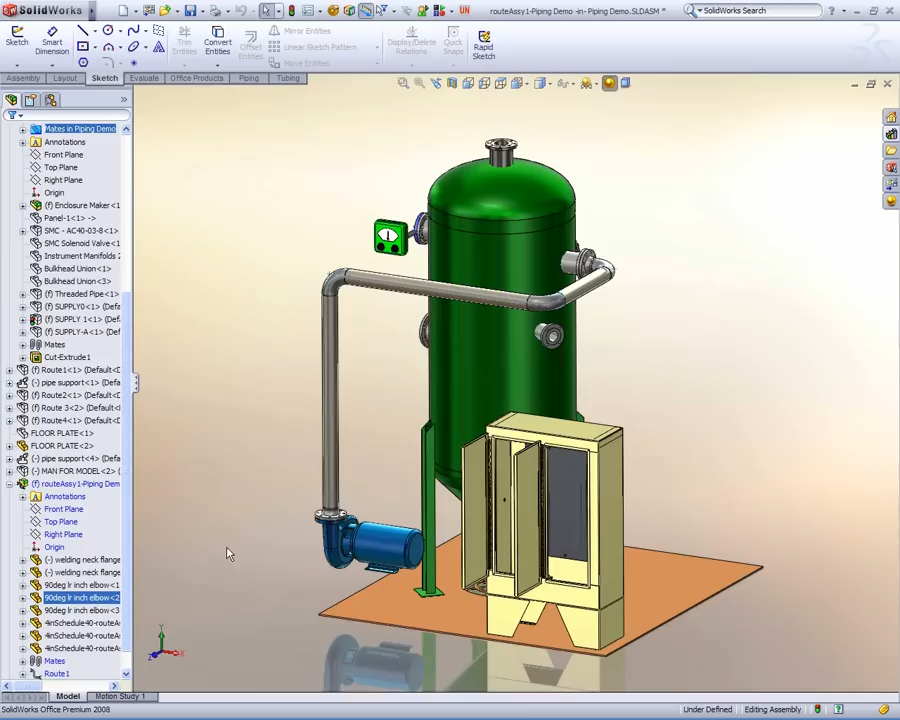 SolidWorks
UN
routeAssy1-Piping Demo -in- Piping Demo.SLDASM *
SolidWorks Search
Sketch
Smart Dimension
Trim Entities
Convert Entities
Offset Entities
Mirror Entities
Linear Sketch Pattern
Move Entities
Display/Delete Relations
Quick Snaps
Rapid Sketch
Assembly
Layout
Sketch
Evaluate
Office Products
Piping
Tubing
Mates in Piping Demo
Annotations
Front Plane
Top Plane
Right Plane
Origin
(f) Enclosure Maker<1
Panel-1<1> ->
SMC - AC40-03-8<1>
SMC Solenoid Valve<1
Instrument Manifolds
Bulkhead Union<1>
Bulkhead Union<3>
(f) Threaded Pipe<1>
(f) SUPPLY0<1> (Defa
(f) SUPPLY 1<1> (Def
(f) SUPPLY-A<1> (Def
Mates
Cut-Extrude1
(f) Route1<1> (Default<D
(-) pipe support<1> (Def
(f) Route2<1> (Default<
(f) Route 3<2> (Default<
(f) Route4<1> (Default<D
FLOOR PLATE<1>
(f) FLOOR PLATE<2>
(-) pipe support<4> (Def
(-) MAN FOR MODEL<2> (
(f) routeAssy1-Piping Dem
Annotations
Front Plane
Top Plane
Right Plane
Origin
(-) welding neck flange
(-) welding neck flange
90deg lr inch elbow<1
90deg lr inch elbow<2
90deg lr inch elbow<3
4inSchedule40-routeA
4inSchedule40-routeA
4inSchedule40-routeA
Mates
Route1
Y
X
Z
Model
Motion Study 1
SolidWorks Office Premium 2008
Under Defined
Editing Assembly